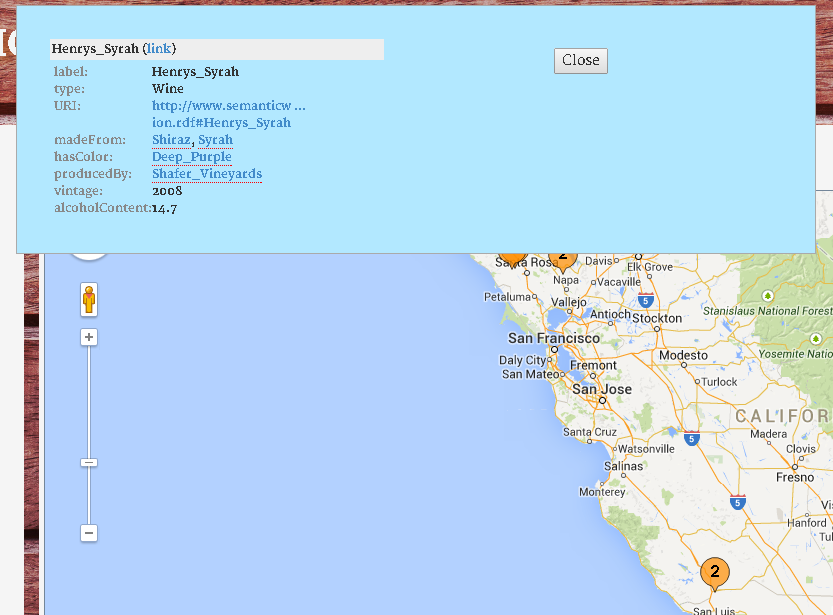 Henrys_Syrah (link)
Close
label: Henrys_Syrah
type: Wine
URI: http://www.semanticw ...
ion.rdf#Henrys_Syrah
madeFrom: Shiraz, Syrah
hasColor: Deep_Purple
producedBy: Shafer_Vineyards
vintage: 2008
alcoholContent:14.7
2
Santa Rosa
Davis
Elk Grove
Napa
Vacaville
Petaluma
Vallejo
5
Antioch
Stockton
Stanislaus National Forest
San Francisco
Daly City
Fremont
Modesto
Yosemite Natio
San Mateo
Turlock
San Jose
CALIFOR
Santa Cruz
5
Madera
Watsonville
Clovis
Salinas
Fresno
Monterey
5
Vis
Hanford
Tul
2
San Luis